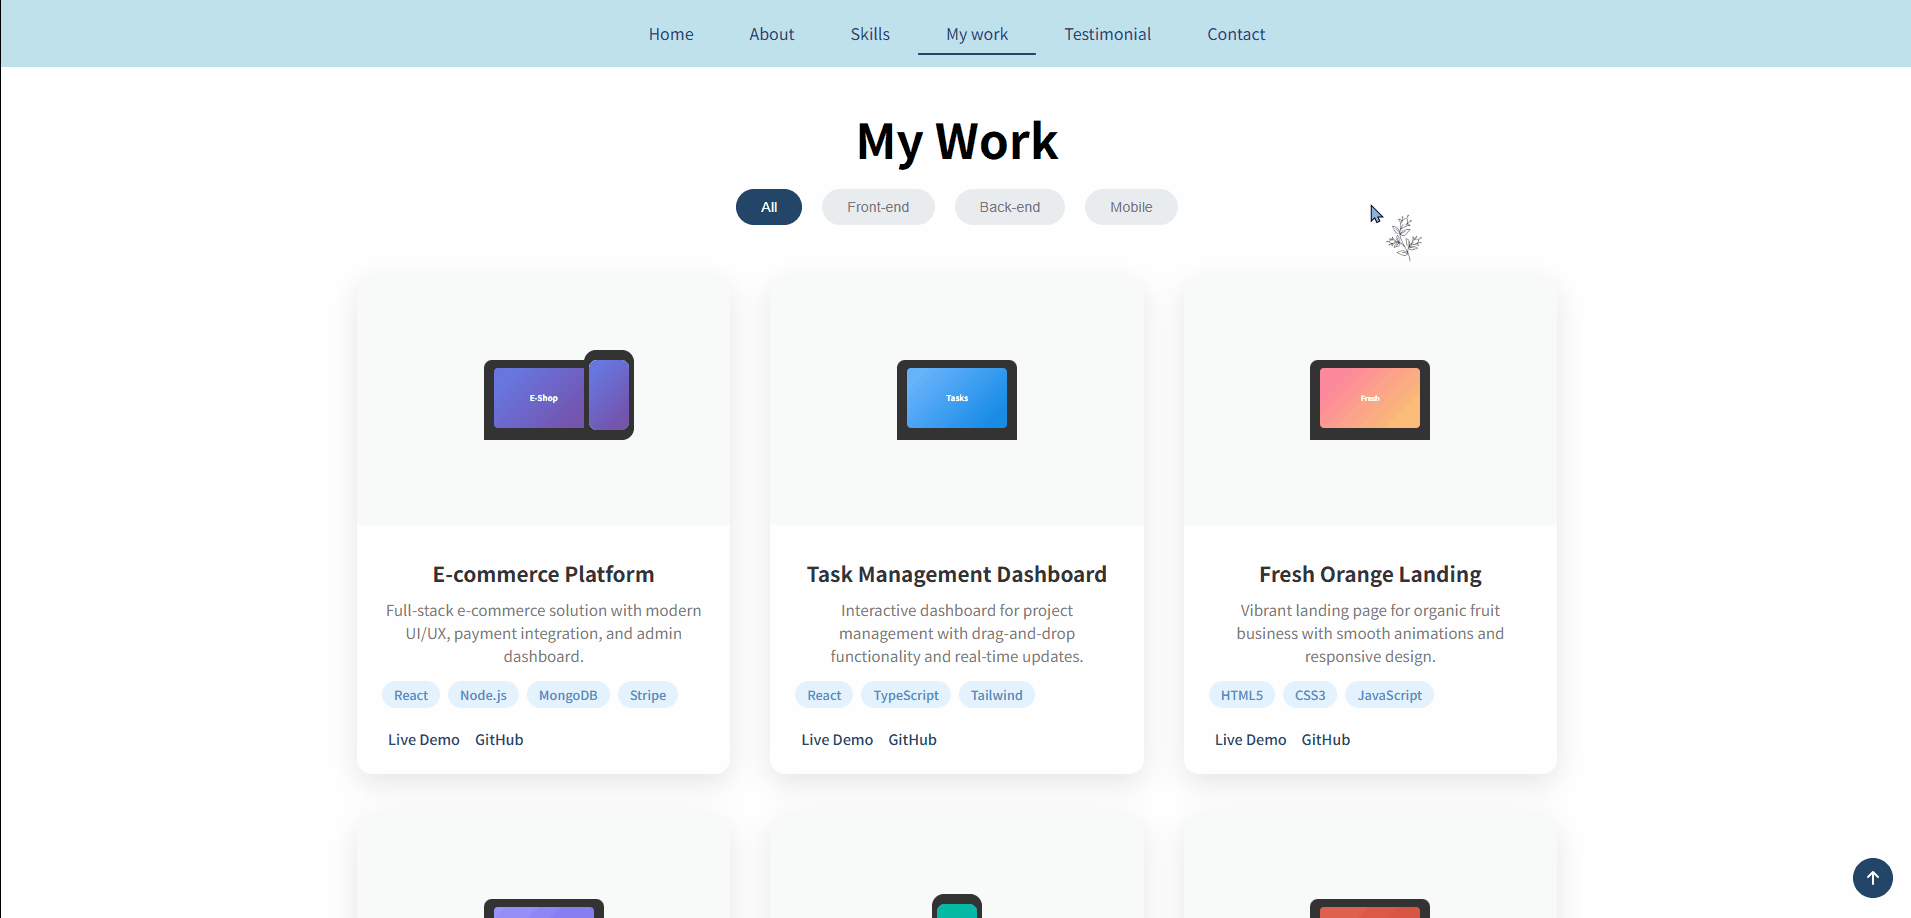 Home About Skills My work Testimonial Contact
My Work
All Front-end Back-end Mobile
E-Shop
Tasks
Fresh
E-commerce Platform
Full-stack e-commerce solution with modern
UI/UX, payment integration, and admin
dashboard.
React Node.js MongoDB Stripe
Live Demo GitHub
Task Management Dashboard
Interactive dashboard for project
management with drag-and-drop
functionality and real-time updates.
React TypeScript Tailwind
Live Demo GitHub
Fresh Orange Landing
Vibrant landing page for organic fruit
business with smooth animations and
responsive design.
HTML5 CSS3 JavaScript
Live Demo GitHub